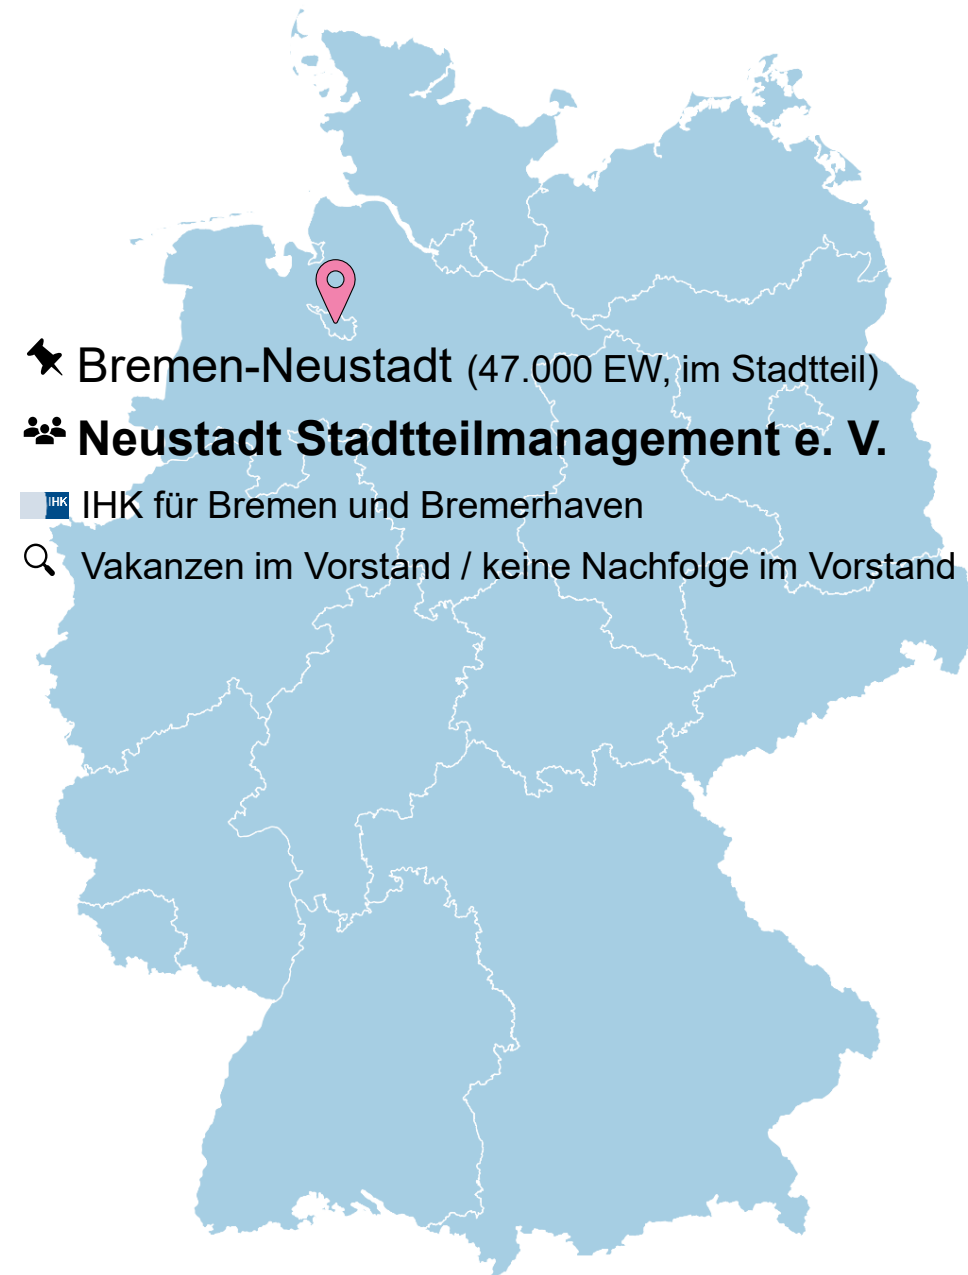 Bremen-Neustadt (47.000 EW, im Stadtteil)
Neustadt Stadtteilmanagement e. V.
IHK IHK für Bremen und Bremerhaven
Vakanzen im Vorstand / keine Nachfolge im Vorstand